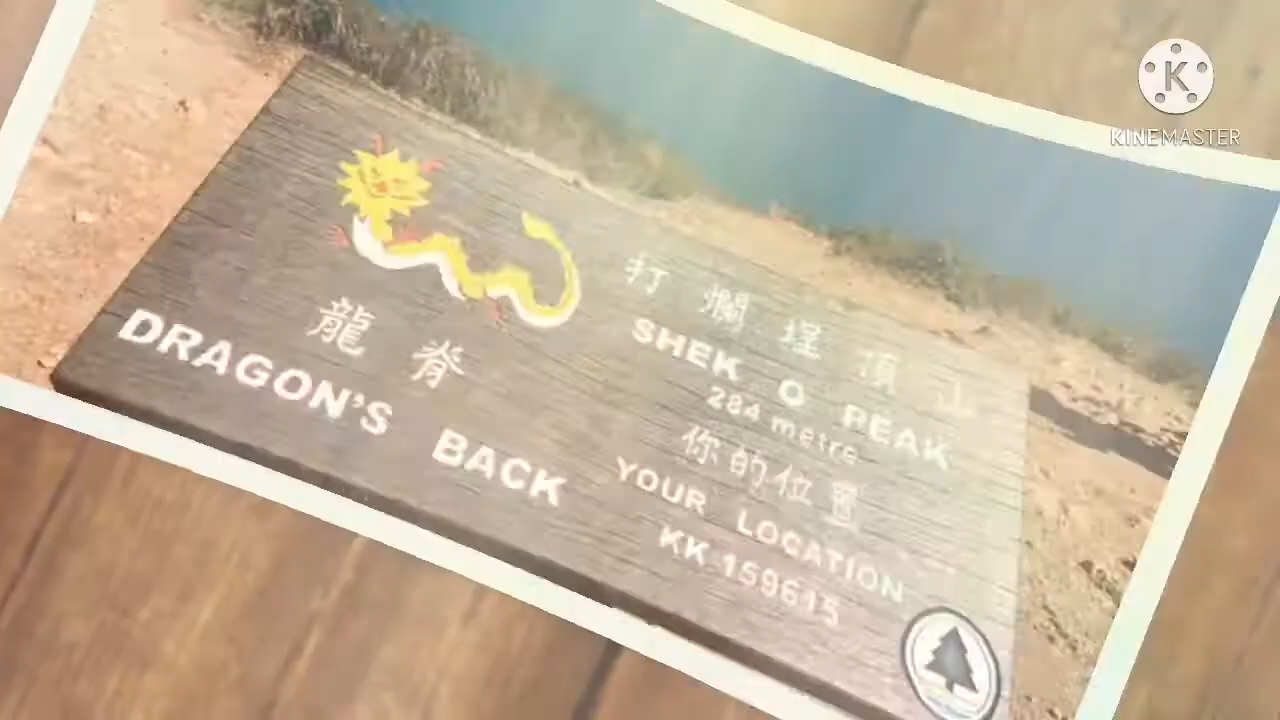 龍脊
DRAGON'S BACK
打爛埕頂山
SHEK O PEAK
284 metre
你的位置
YOUR LOCATION
KK 159615
K
KINEMASTER